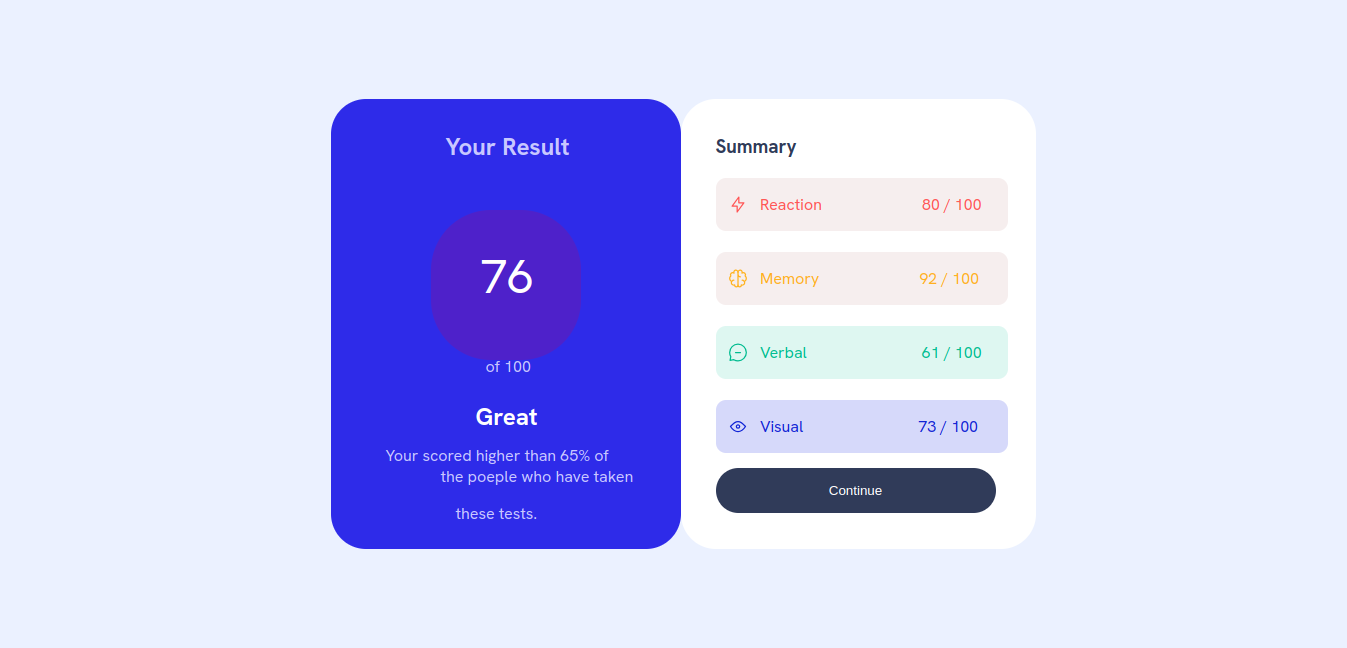 Your Result
76
of 100
Great
Your scored higher than 65% of
the poeple who have taken
these tests.
Summary
Reaction 80 / 100
Memory 92 / 100
Verbal 61 / 100
Visual 73 / 100
Continue